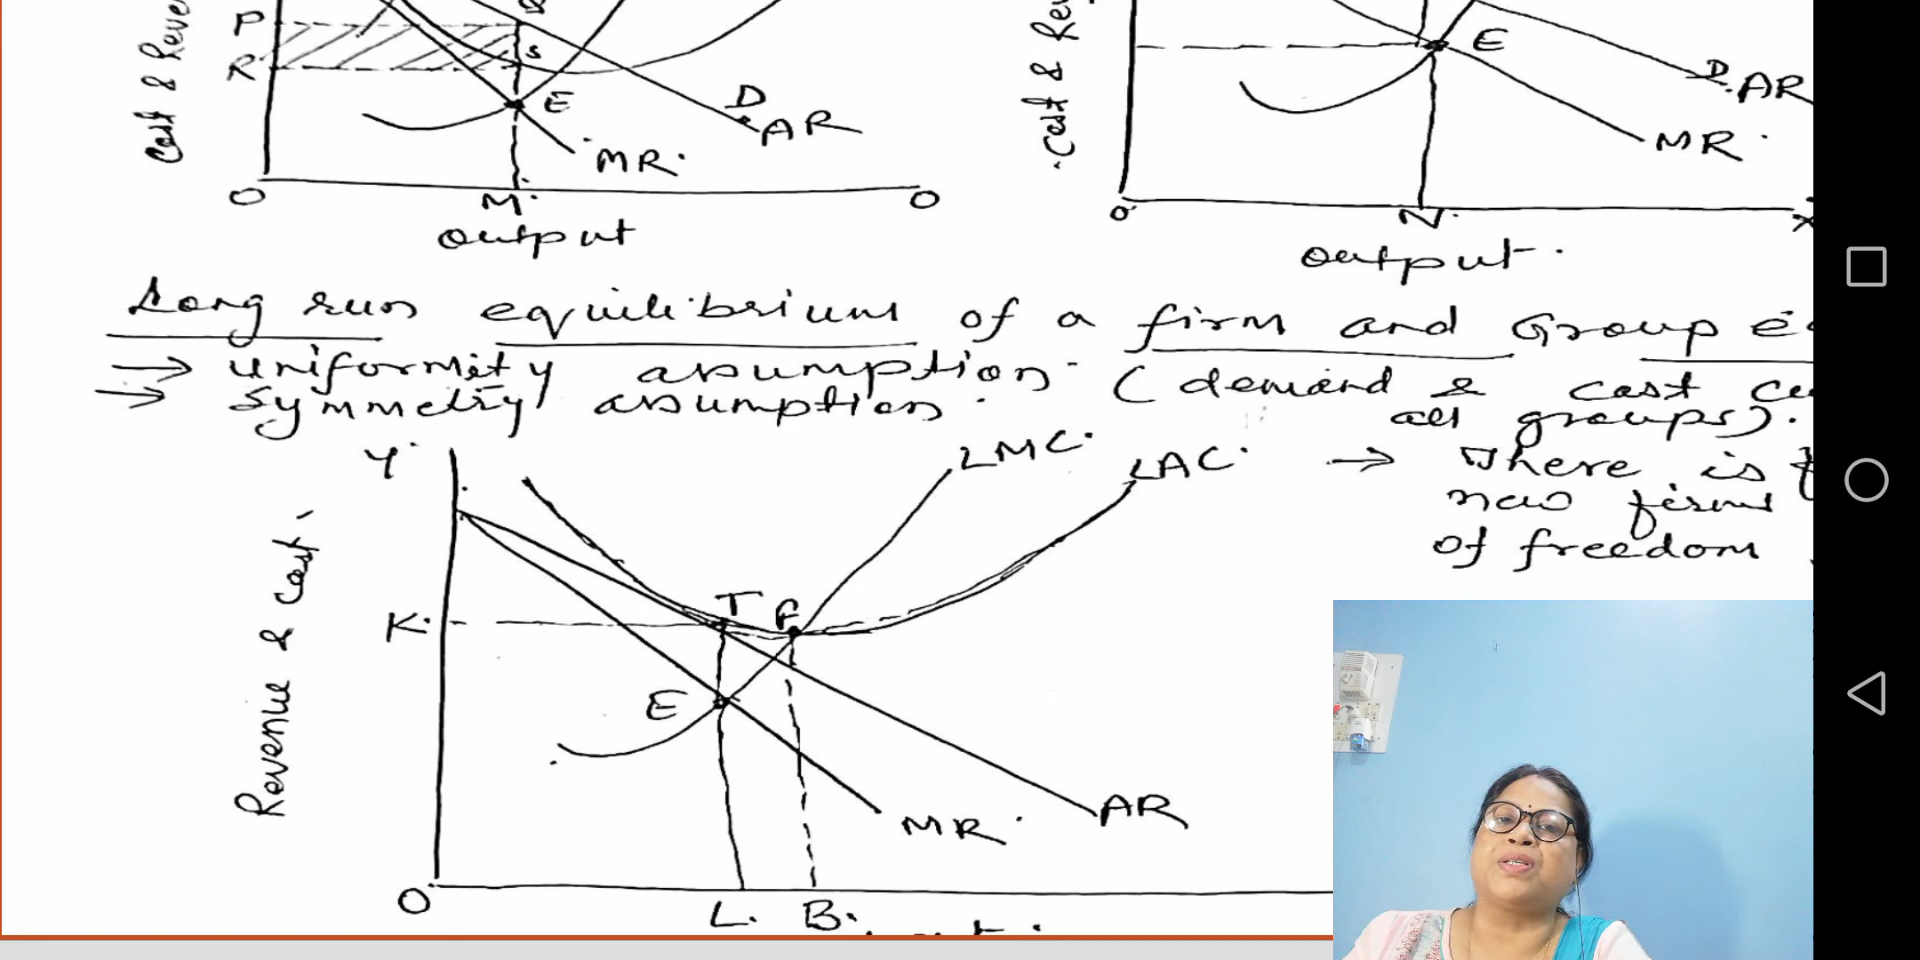 P
R
S
E
D
AR
MR.
O
M.
O
output
Cost & Reve
E
D
AR
MR.
O
N.
X
output.
Cost & Rev
Long run equilibrium of a firm and Group e
→ uniformity assumption. (demand & cost cu
→ Symmetry assumption. all groups).
Y
LMC.
LAC.
→ There is f
new firms
of freedom
K.
T
F
E
MR.
AR
O
L.
B.
Revenue & cost.